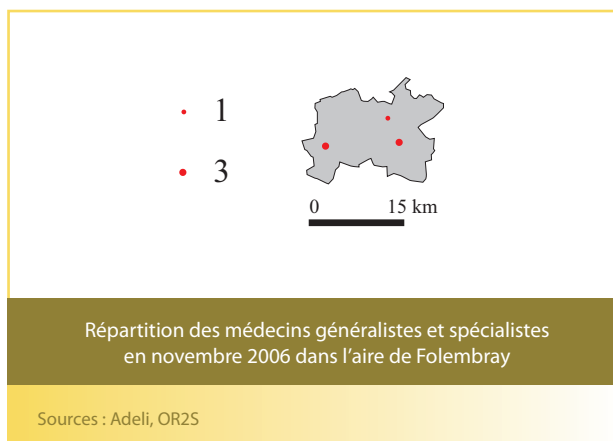 1
3
0 15 km
Répartition des médecins généralistes et spécialistes
en novembre 2006 dans l'aire de Folembray
Sources : Adeli, OR2S